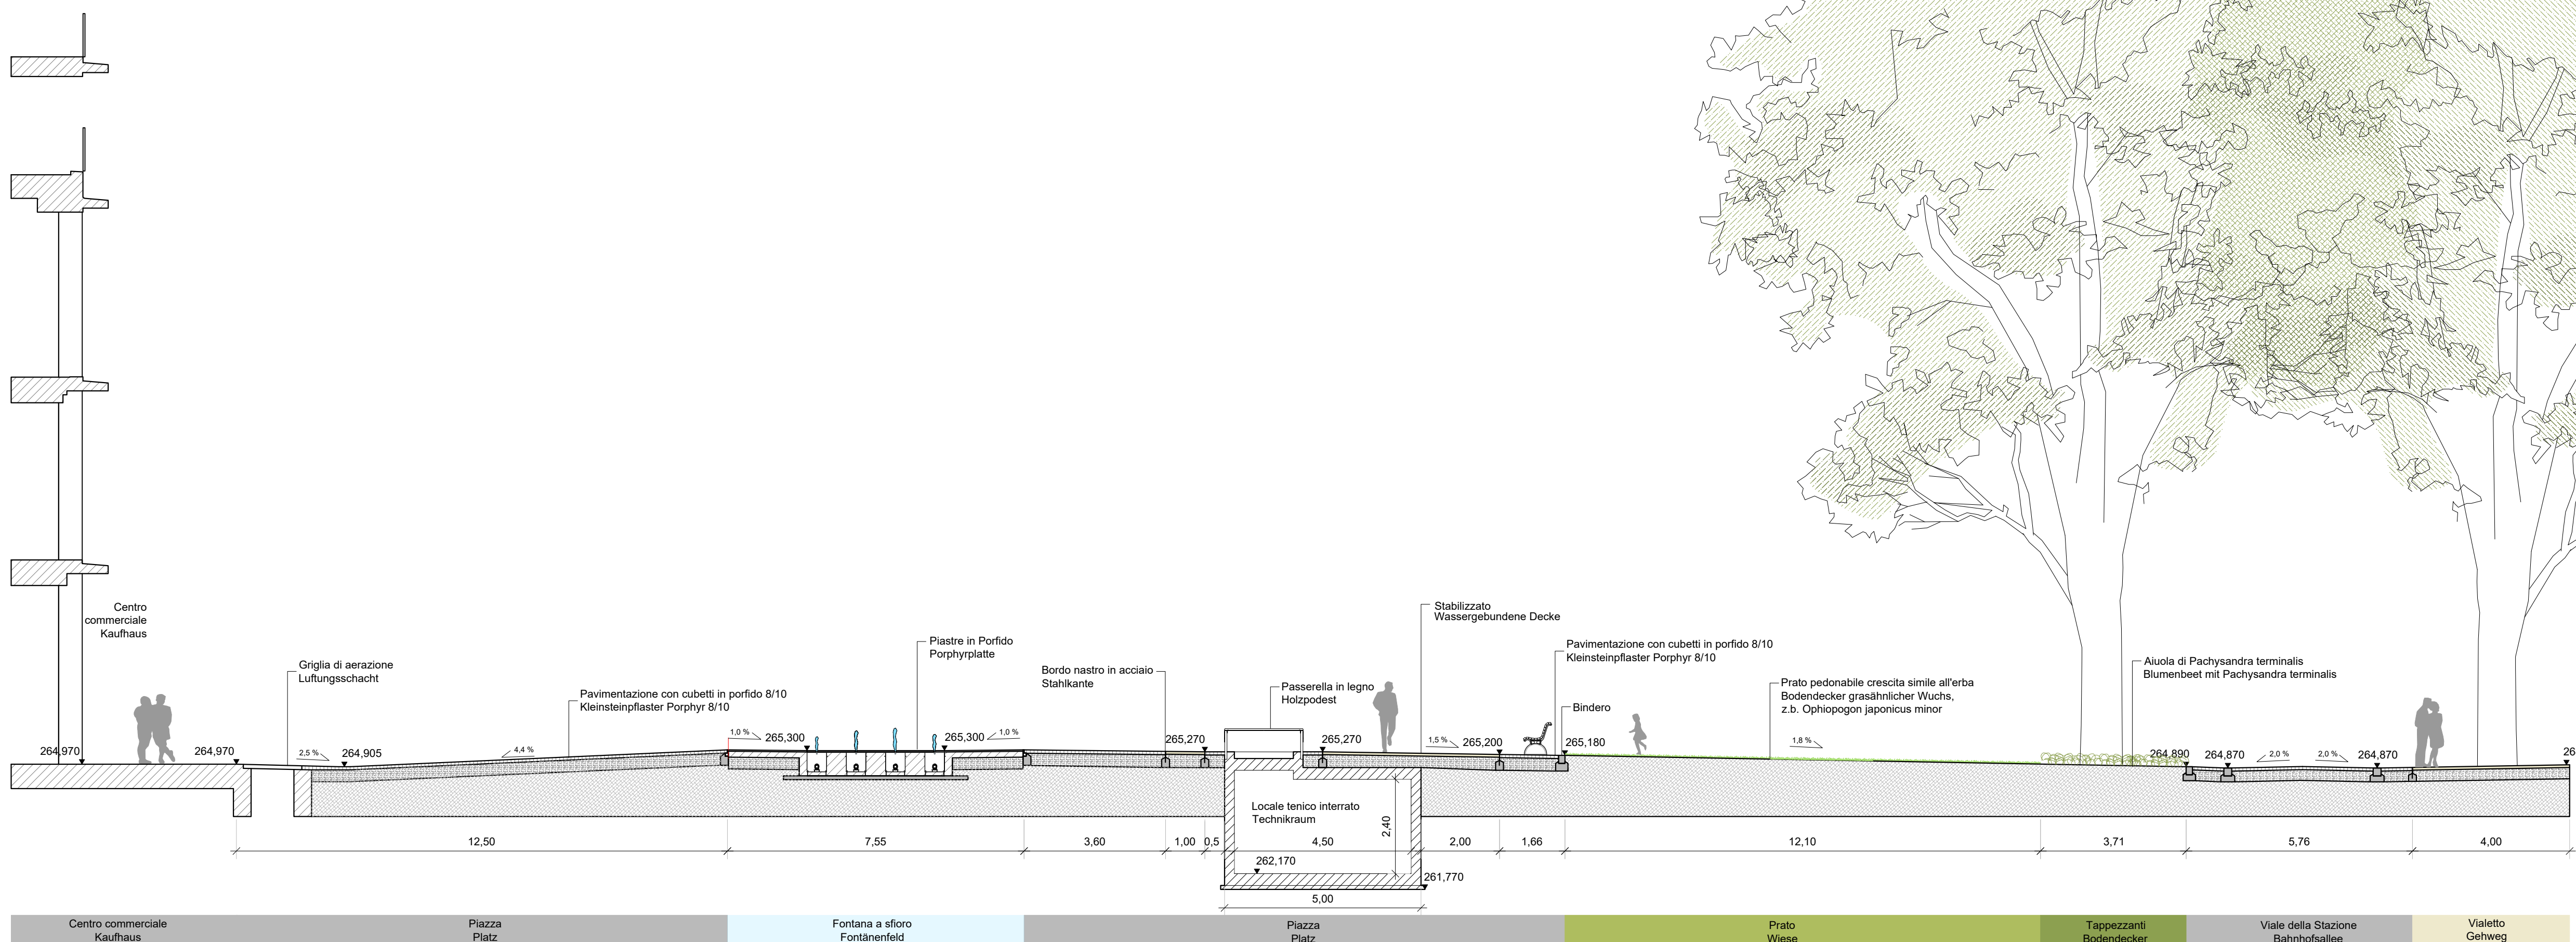 Centro
commerciale
Kaufhaus
Griglia di aerazione
Luftungsschacht
Pavimentazione con cubetti in porfido 8/10
Kleinsteinpflaster Porphyr 8/10
Piastre in Porfido
Porphyrplatte
Bordo nastro in acciaio
Stahlkante
Passerella in legno
Holzpodest
Stabilizzato
Wassergebundene Decke
Pavimentazione con cubetti in porfido 8/10
Kleinsteinpflaster Porphyr 8/10
Bindero
Prato pedonabile crescita simile all'erba
Bodendecker grasähnlicher Wuchs,
z.b. Ophiopogon japonicus minor
Aiuola di Pachysandra terminalis
Blumenbeet mit Pachysandra terminalis
264,970
264,970
2,5 %
264,905
4,4 %
1,0 %
265,300
265,300
1,0 %
265,270
265,270
1,5 %
265,200
265,180
1,8 %
264,890
264,870
2,0 %
2,0 %
264,870
26
Locale tenico interrato
Technikraum
2,40
262,170
261,770
12,50
7,55
3,60
1,00
0,5
4,50
2,00
1,66
12,10
3,71
5,76
4,00
5,00
Centro commerciale
Kaufhaus
Piazza
Platz
Fontana a sfioro
Fontänenfeld
Piazza
Platz
Prato
Wiese
Tappezzanti
Bodendecker
Viale della Stazione
Bahnhofsallee
Vialetto
Gehweg